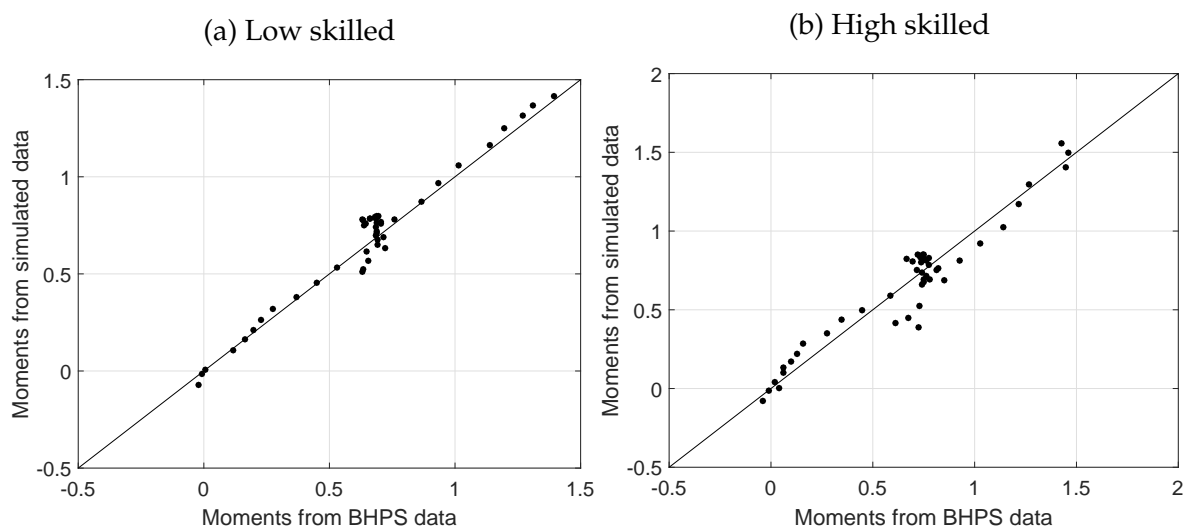 (a) Low skilled
1.5
1
0.5
0
-0.5
-0.5 0 0.5 1 1.5
Moments from simulated data
Moments from BHPS data
(b) High skilled
2
1.5
1
0.5
0
-0.5
-0.5 0 0.5 1 1.5 2
Moments from simulated data
Moments from BHPS data